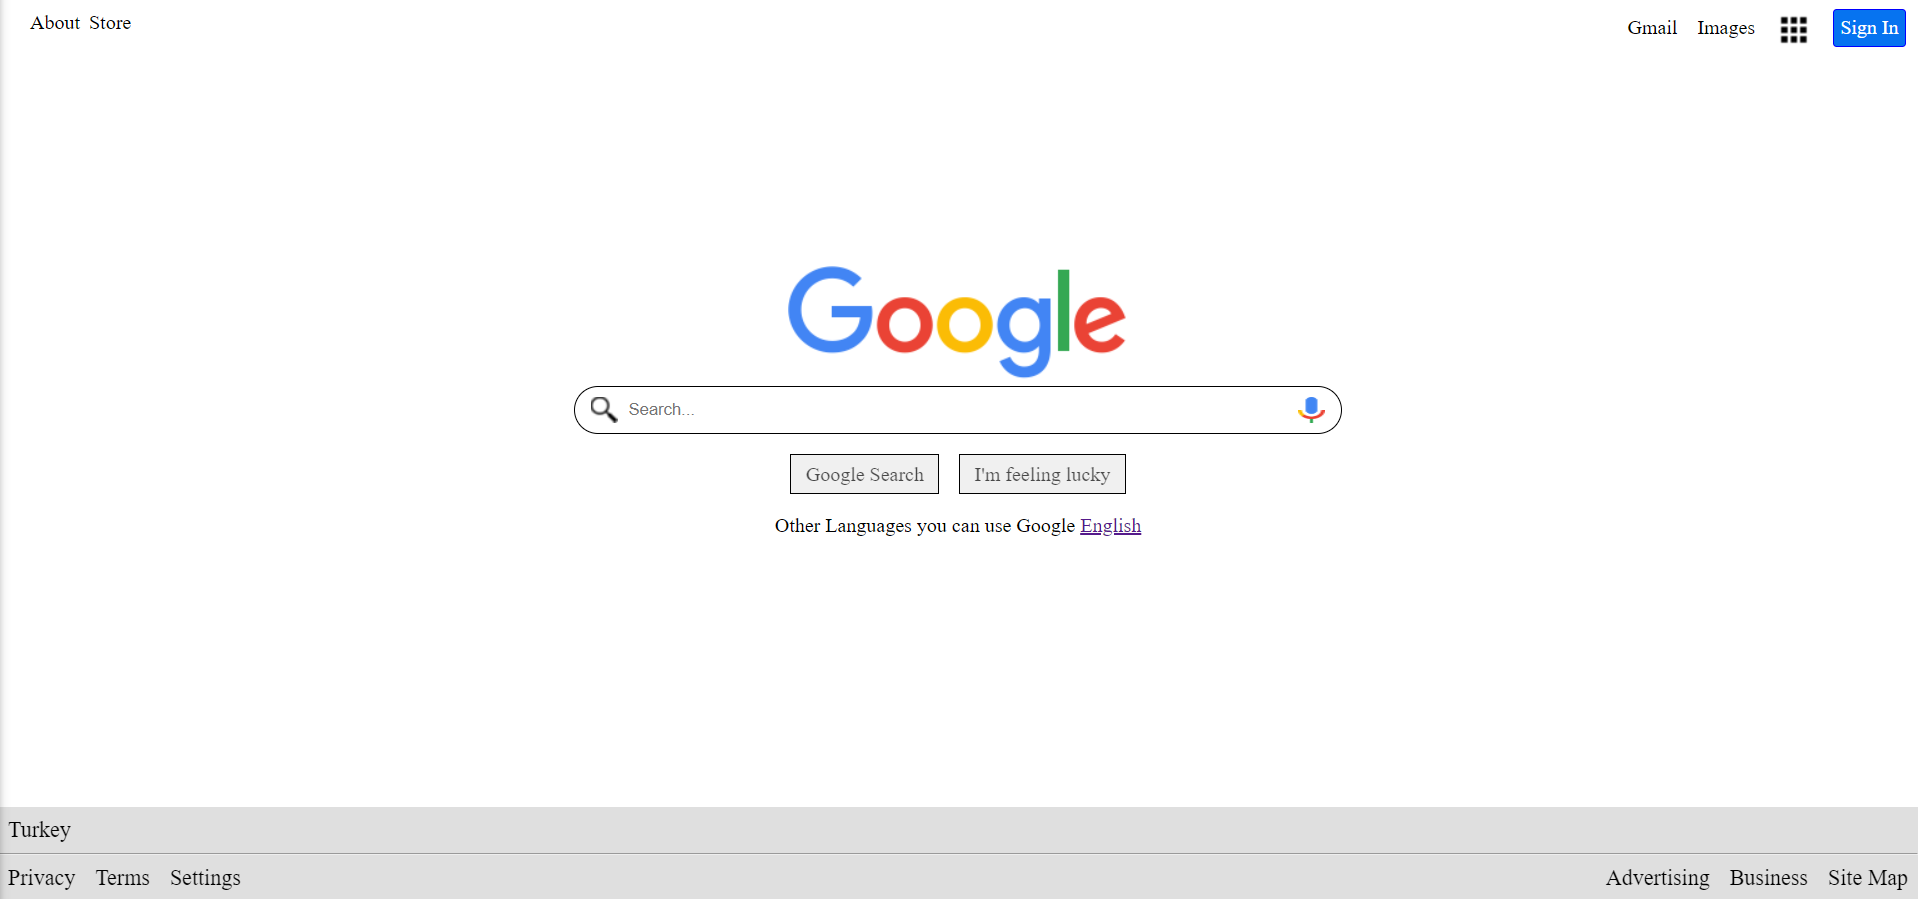 About Store
Gmail Images Sign In
Google
Search...
Google Search I'm feeling lucky
Other Languages you can use Google English
Turkey
Privacy Terms Settings Advertising Business Site Map